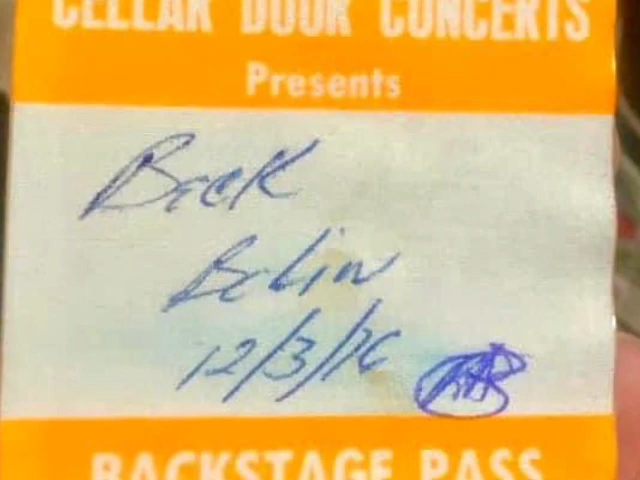 CELLAR DOOR CONCERTS
Presents
Beck
Bolin
12/3/76
BACKSTAGE PASS